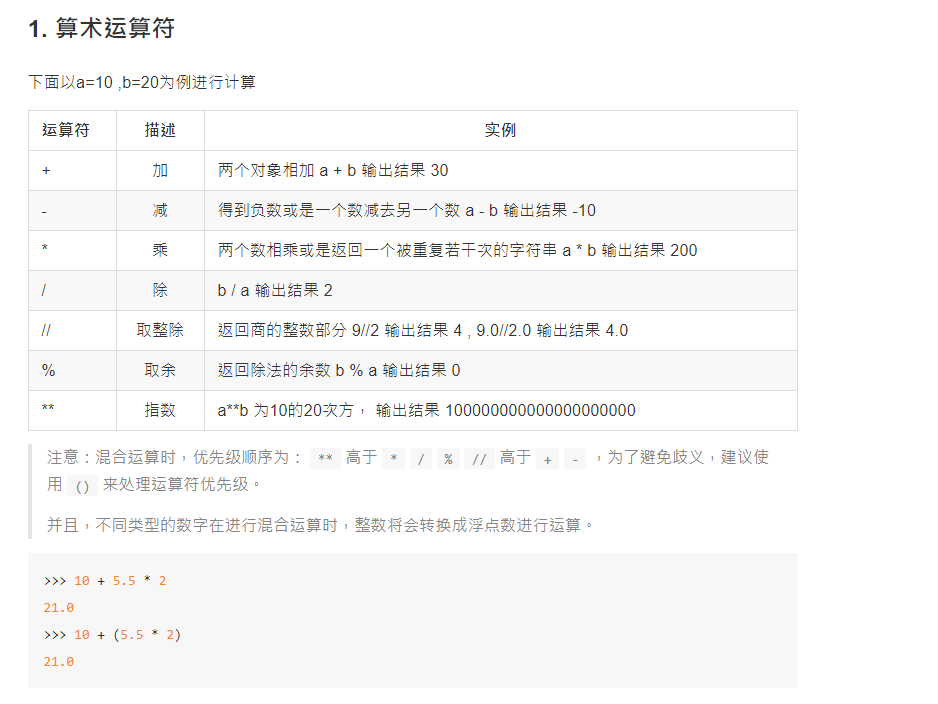 1. 算术运算符
下面以a=10 ,b=20为例进行计算
运算符 描述 实例
+ 加 两个对象相加 a + b 输出结果 30
- 减 得到负数或是一个数减去另一个数 a - b 输出结果 -10
* 乘 两个数相乘或是返回一个被重复若干次的字符串 a * b 输出结果 200
/ 除 b / a 输出结果 2
// 取整除 返回商的整数部分 9//2 输出结果 4 , 9.0//2.0 输出结果 4.0
% 取余 返回除法的余数 b % a 输出结果 0
** 指数 a**b 为10的20次方， 输出结果 100000000000000000000
注意：混合运算时，优先级顺序为： ** 高于 * / % // 高于 + - ，为了避免歧义，建议使
用 () 来处理运算符优先级。
并且，不同类型的数字在进行混合运算时，整数将会转换成浮点数进行运算。
>>> 10 + 5.5 * 2
21.0
>>> 10 + (5.5 * 2)
21.0